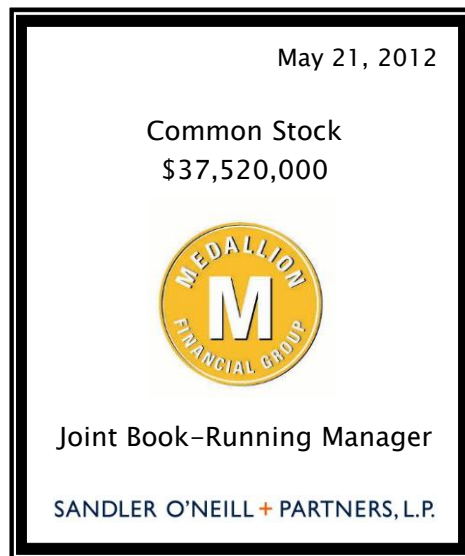 May 21, 2012
Common Stock
$37,520,000
MEDALLION
M
FINANCIAL GROUP
Joint Book-Running Manager
SANDLER O'NEILL + PARTNERS, L.P.